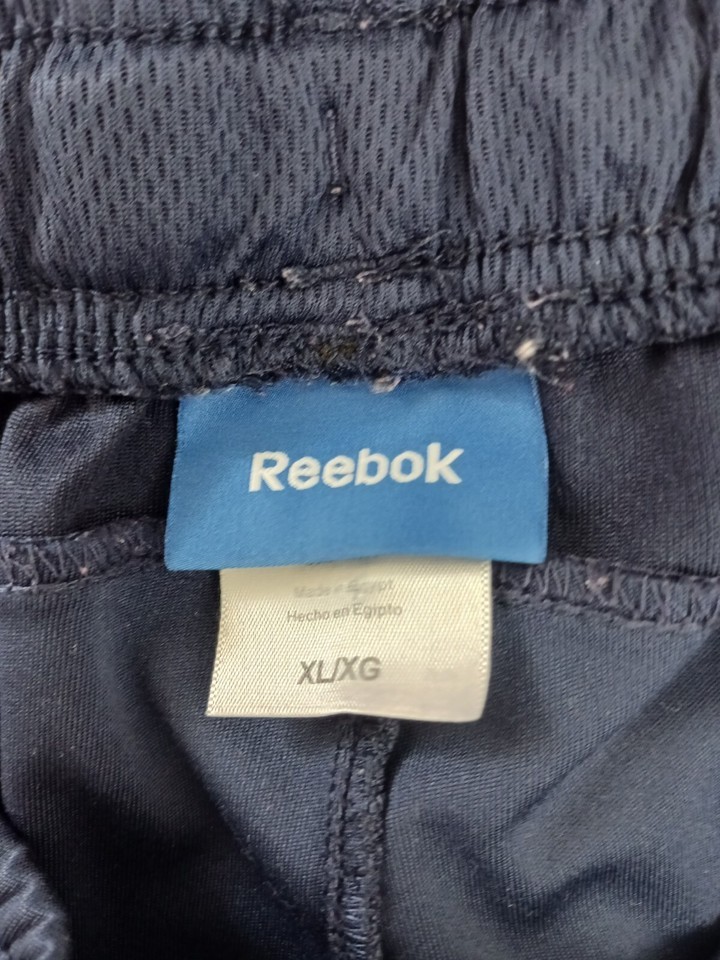 Reebok
Made in Egypt
Hecho en Egipto
XL/XG